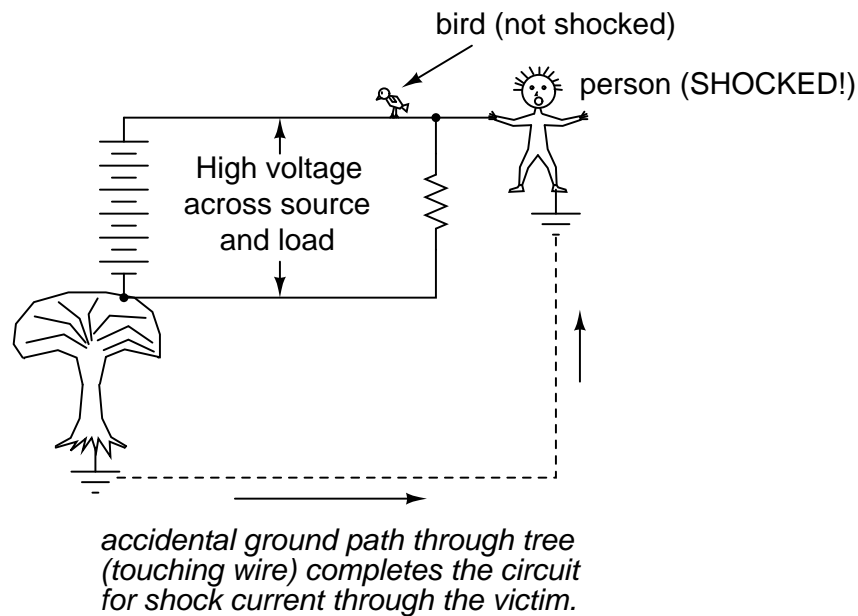 bird (not shocked)
person (SHOCKED!)
High voltage
across source
and load
accidental ground path through tree
(touching wire) completes the circuit
for shock current through the victim.